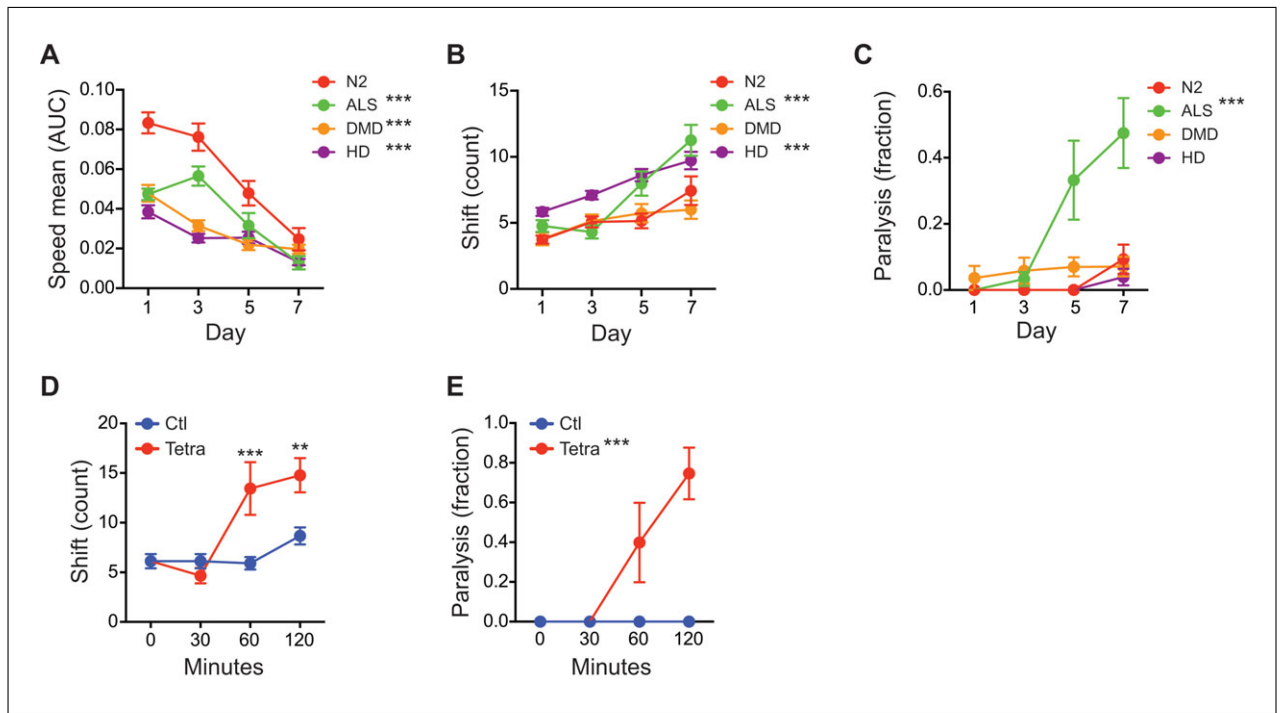 A
N2
ALS ***
DMD ***
HD ***
Speed mean (AUC)
0.10
0.08
0.06
0.04
0.02
0.00
1 3 5 7
Day
B
N2
ALS ***
DMD
HD ***
Shift (count)
15
10
5
0
1 3 5 7
Day
C
N2
ALS ***
DMD
HD
Paralysis (fraction)
0.6
0.4
0.2
0.0
1 3 5 7
Day
D
Ctl
Tetra
*** **
Shift (count)
20
15
10
5
0
0 30 60 120
Minutes
E
Ctl
Tetra ***
Paralysis (fraction)
1.0
0.8
0.6
0.4
0.2
0.0
0 30 60 120
Minutes